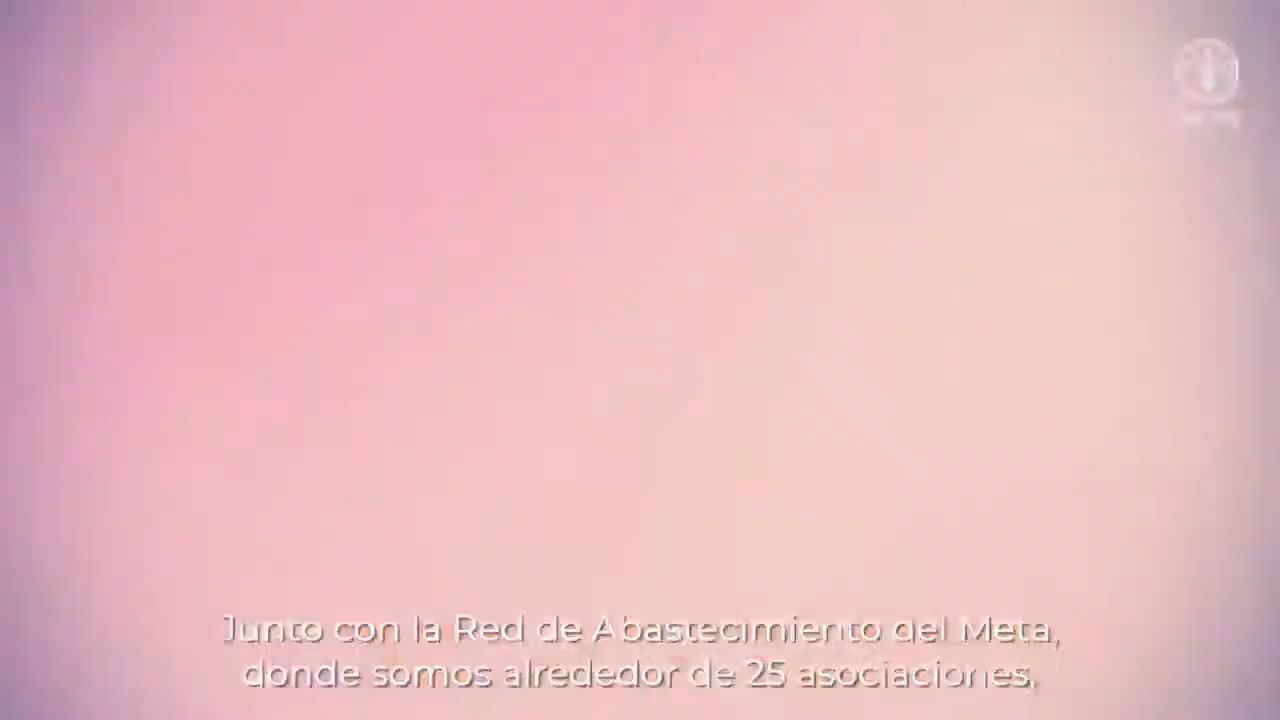 Junto con la Red de Abastecimiento del Meta,
donde somos alrededor de 25 asociaciones,